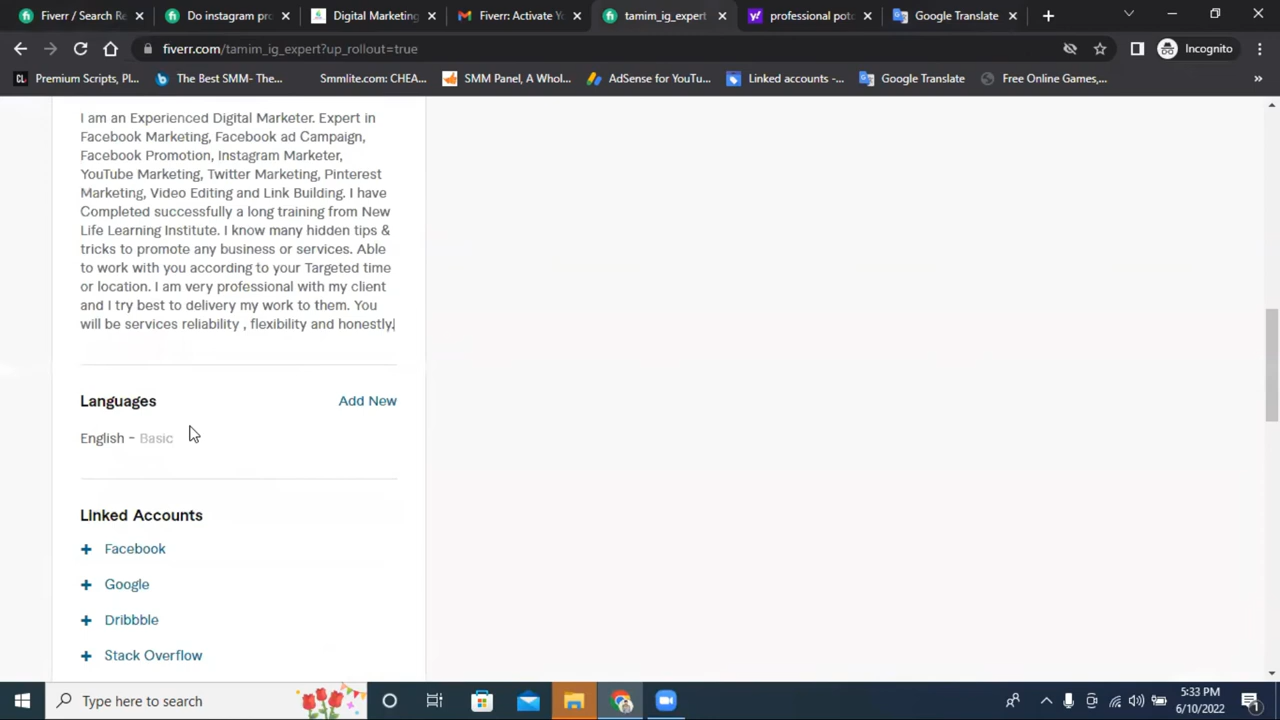 Fiverr / Search Re
Do instagram pro
Digital Marketing
Fiverr: Activate Yo
tamim_ig_expert
professional poto
Google Translate
fiverr.com/tamim_ig_expert?up_rollout=true
Incognito
Premium Scripts, Pl...
The Best SMM- The...
Smmlite.com: CHEA...
SMM Panel, A Whol...
AdSense for YouTu...
Linked accounts -...
Google Translate
Free Online Games,...
»
I am an Experienced Digital Marketer. Expert in
Facebook Marketing, Facebook ad Campaign,
Facebook Promotion, Instagram Marketer,
YouTube Marketing, Twitter Marketing, Pinterest
Marketing, Video Editing and Link Building. I have
Completed successfully a long training from New
Life Learning Institute. I know many hidden tips &
tricks to promote any business or services. Able
to work with you according to your Targeted time
or location. I am very professional with my client
and I try best to delivery my work to them. You
will be services reliability , flexibility and honestly.
Languages
Add New
English - Basic
Linked Accounts
+ Facebook
+ Google
+ Dribbble
+ Stack Overflow
Type here to search
5:33 PM
6/10/2022
1